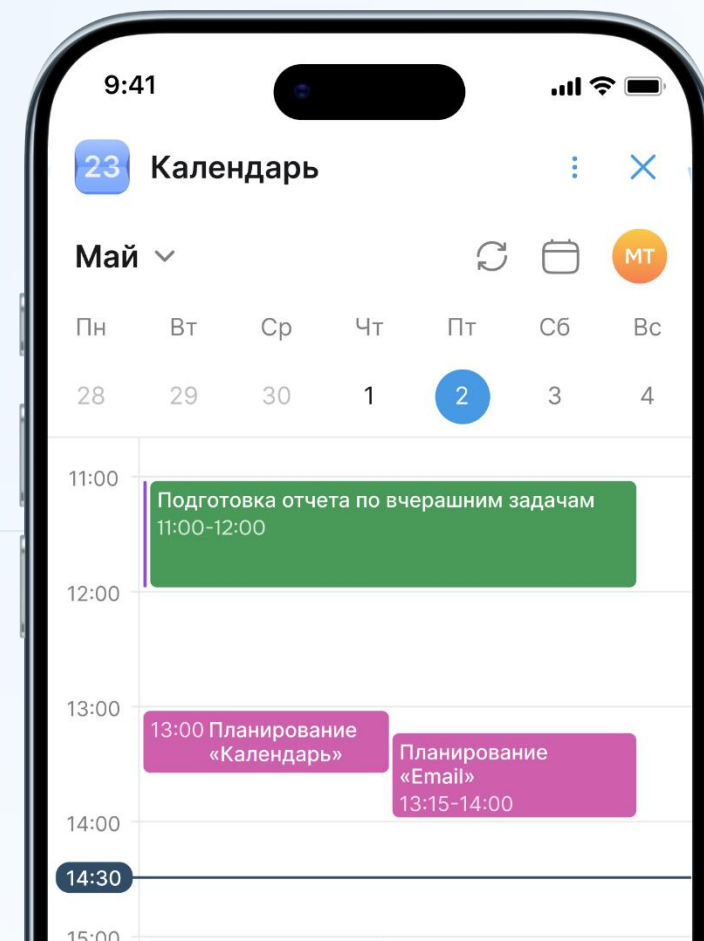 9:41
23 Календарь
Май
МТ
Пн Вт Ср Чт Пт Сб Вс
28 29 30 1 2 3 4
11:00
Подготовка отчета по вчерашним задачам
11:00-12:00
12:00
13:00
13:00 Планирование
«Календарь»
Планирование
«Email»
13:15-14:00
14:00
14:30
15:00